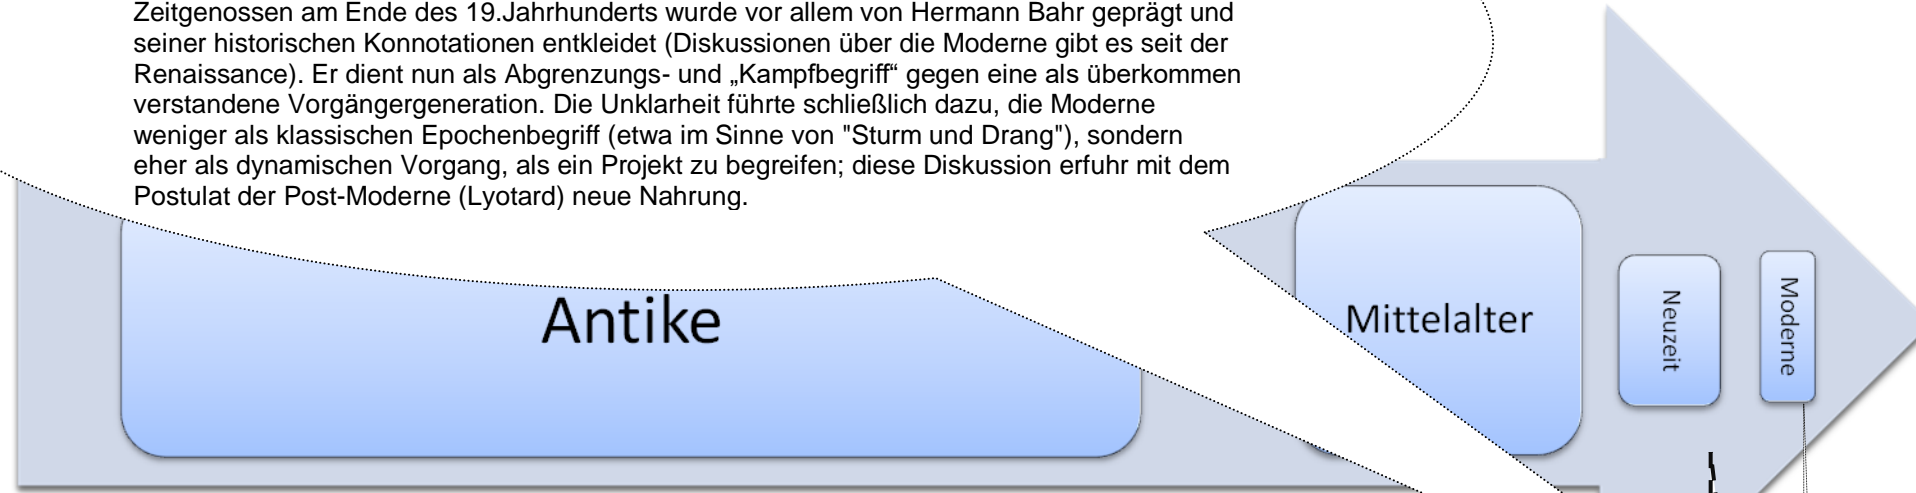 Zeitgenossen am Ende des 19.Jahrhunderts wurde vor allem von Hermann Bahr geprägt und
seiner historischen Konnotationen entkleidet (Diskussionen über die Moderne gibt es seit der
Renaissance). Er dient nun als Abgrenzungs- und „Kampfbegriff“ gegen eine als überkommen
verstandene Vorgängergeneration. Die Unklarheit führte schließlich dazu, die Moderne
weniger als klassischen Epochenbegriff (etwa im Sinne von "Sturm und Drang"), sondern
eher als dynamischen Vorgang, als ein Projekt zu begreifen; diese Diskussion erfuhr mit dem
Postulat der Post-Moderne (Lyotard) neue Nahrung.
Antike
Mittelalter
Neuzeit
Moderne